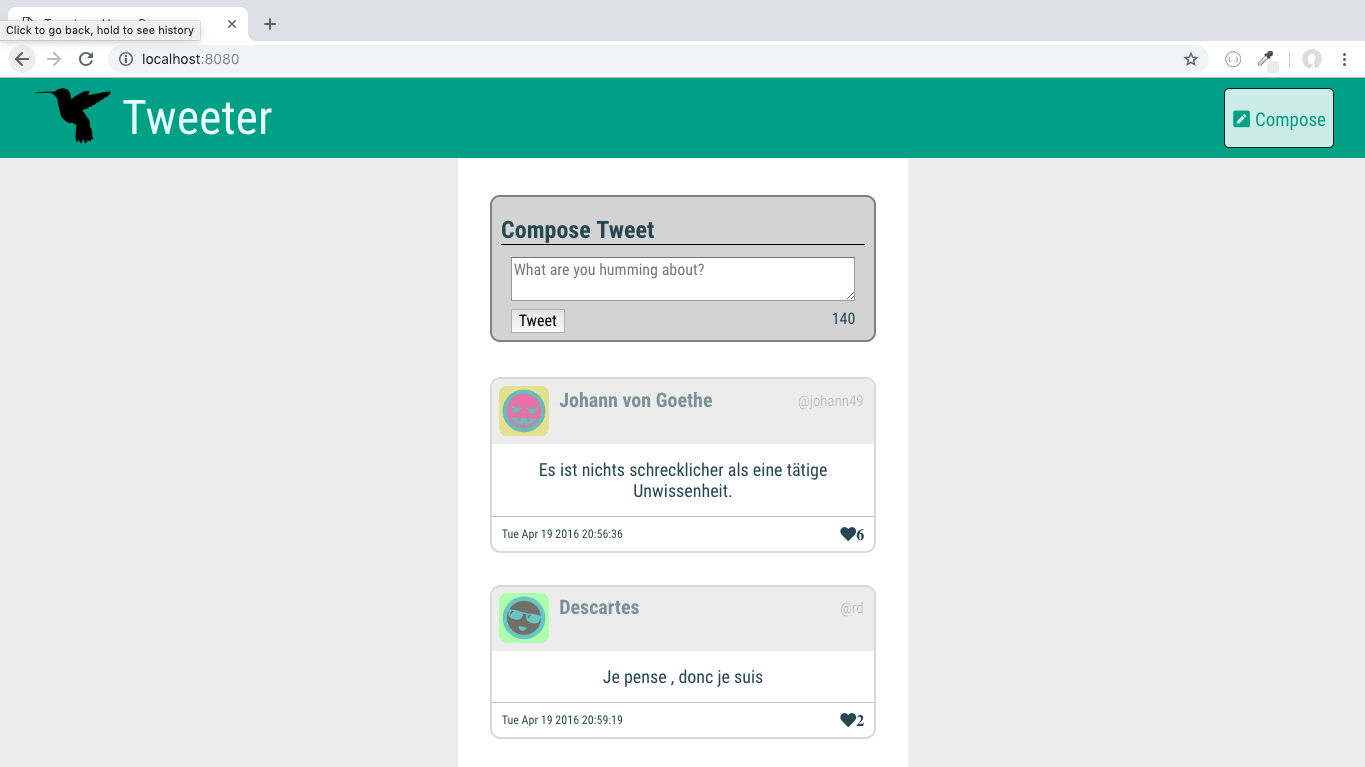 Click to go back, hold to see history
localhost:8080
Tweeter
Compose
Compose Tweet
What are you humming about?
Tweet 140
Johann von Goethe @johann49
Es ist nichts schrecklicher als eine tätige
Unwissenheit.
Tue Apr 19 2016 20:56:36 6
Descartes @rd
Je pense , donc je suis
Tue Apr 19 2016 20:59:19 2